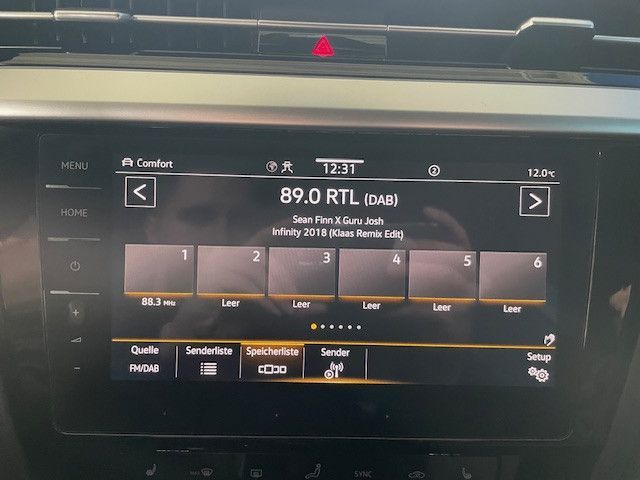 MENU
HOME
Comfort
12:31
2
12.0°C
<
89.0 RTL (DAB)
>
Sean Finn X Guru Josh
Infinity 2018 (Klaas Remix Edit)
1 2 3 4 5 6
88.3 MHz Leer Leer Leer Leer Leer
+
-
Quelle Senderliste Speicherliste Sender Setup
FM/DAB
MAX SYNC